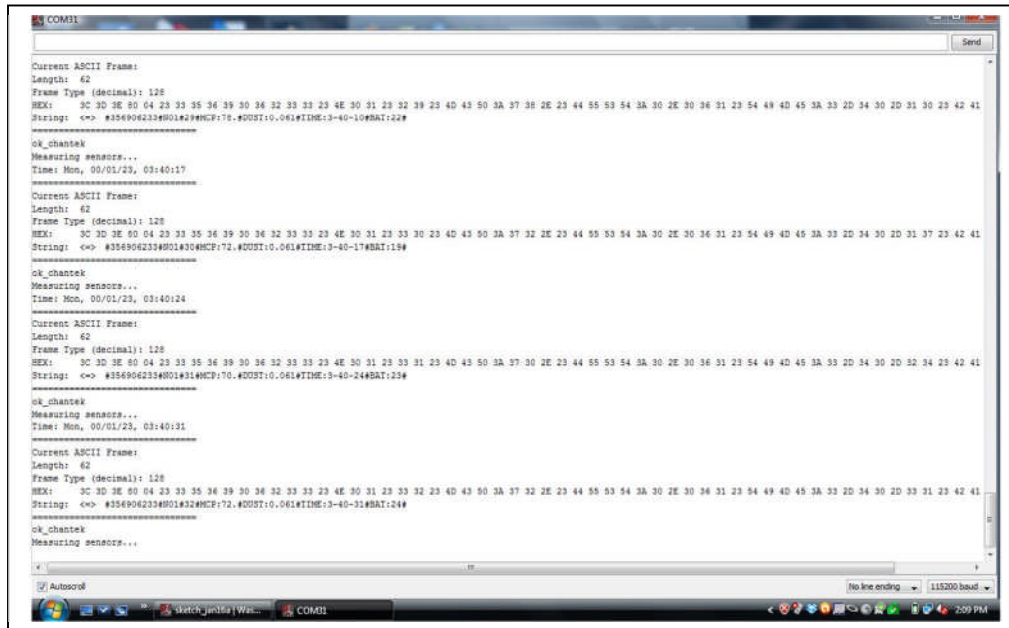 COM31
Send
Current ASCII Frame:
Length: 62
Frame Type (decimal): 128
HEX: 3C 3D 3E 80 04 23 33 35 36 39 30 36 32 33 33 23 4E 30 31 23 32 39 23 4D 43 50 3A 37 38 2E 23 44 55 53 54 3A 30 2E 30 36 31 23 54 49 4D 45 3A 33 2D 34 30 2D 31 30 23 42 41
String: <=> #356906233#N01#29#MCP:78.#DUST:0.061#TIME:3-40-10#BAT:22#
===============================
ok_chantek
Measuring sensors...
Time: Mon, 00/01/23, 03:40:17
===============================
Current ASCII Frame:
Length: 62
Frame Type (decimal): 128
HEX: 3C 3D 3E 80 04 23 33 35 36 39 30 36 32 33 33 23 4E 30 31 23 33 30 23 4D 43 50 3A 37 32 2E 23 44 55 53 54 3A 30 2E 30 36 31 23 54 49 4D 45 3A 33 2D 34 30 2D 31 37 23 42 41
String: <=> #356906233#N01#30#MCP:72.#DUST:0.061#TIME:3-40-17#BAT:19#
===============================
ok_chantek
Measuring sensors...
Time: Mon, 00/01/23, 03:40:24
===============================
Current ASCII Frame:
Length: 62
Frame Type (decimal): 128
HEX: 3C 3D 3E 80 04 23 33 35 36 39 30 36 32 33 33 23 4E 30 31 23 33 31 23 4D 43 50 3A 37 30 2E 23 44 55 53 54 3A 30 2E 30 36 31 23 54 49 4D 45 3A 33 2D 34 30 2D 32 34 23 42 41
String: <=> #356906233#N01#31#MCP:70.#DUST:0.061#TIME:3-40-24#BAT:23#
===============================
ok_chantek
Measuring sensors...
Time: Mon, 00/01/23, 03:40:31
===============================
Current ASCII Frame:
Length: 62
Frame Type (decimal): 128
HEX: 3C 3D 3E 80 04 23 33 35 36 39 30 36 32 33 33 23 4E 30 31 23 33 32 23 4D 43 50 3A 37 32 2E 23 44 55 53 54 3A 30 2E 30 36 31 23 54 49 4D 45 3A 33 2D 34 30 2D 33 31 23 42 41
String: <=> #356906233#N01#32#MCP:72.#DUST:0.061#TIME:3-40-31#BAT:24#
===============================
ok_chantek
Measuring sensors...
Autoscroll
No line ending
115200 baud
sketch_jan16a | Was...
COM31
2:09 PM